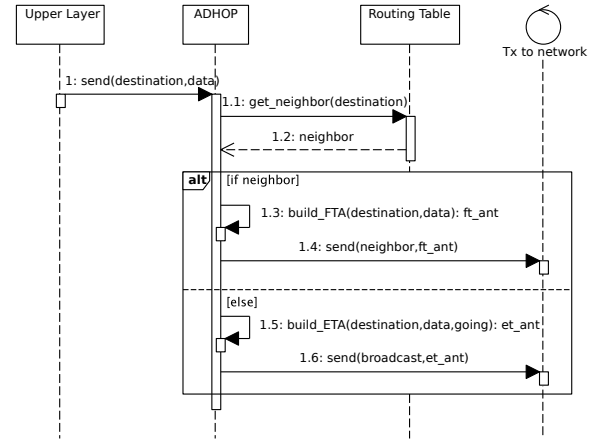 Upper Layer
ADHOP
Routing Table
Tx to network
1: send(destination,data)
1.1: get_neighbor(destination)
1.2: neighbor
alt
[if neighbor]
1.3: build_FTA(destination,data): ft_ant
1.4: send(neighbor,ft_ant)
[else]
1.5: build_ETA(destination,data,going): et_ant
1.6: send(broadcast,et_ant)